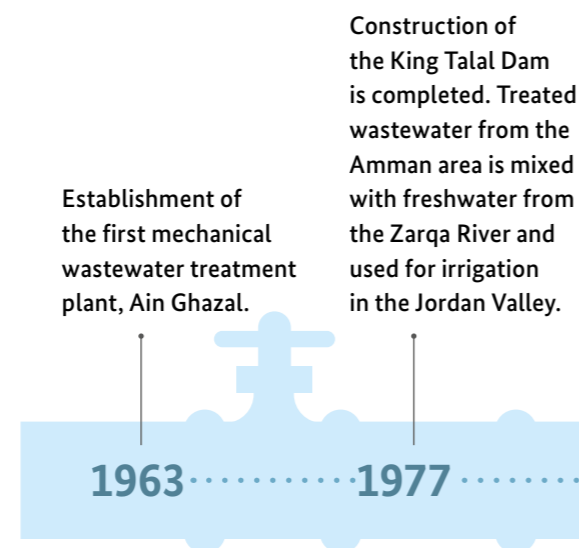 Establishment of
the first mechanical
wastewater treatment
plant, Ain Ghazal.
Construction of
the King Talal Dam
is completed. Treated
wastewater from the
Amman area is mixed
with freshwater from
the Zarqa River and
used for irrigation
in the Jordan Valley.
1963
1977